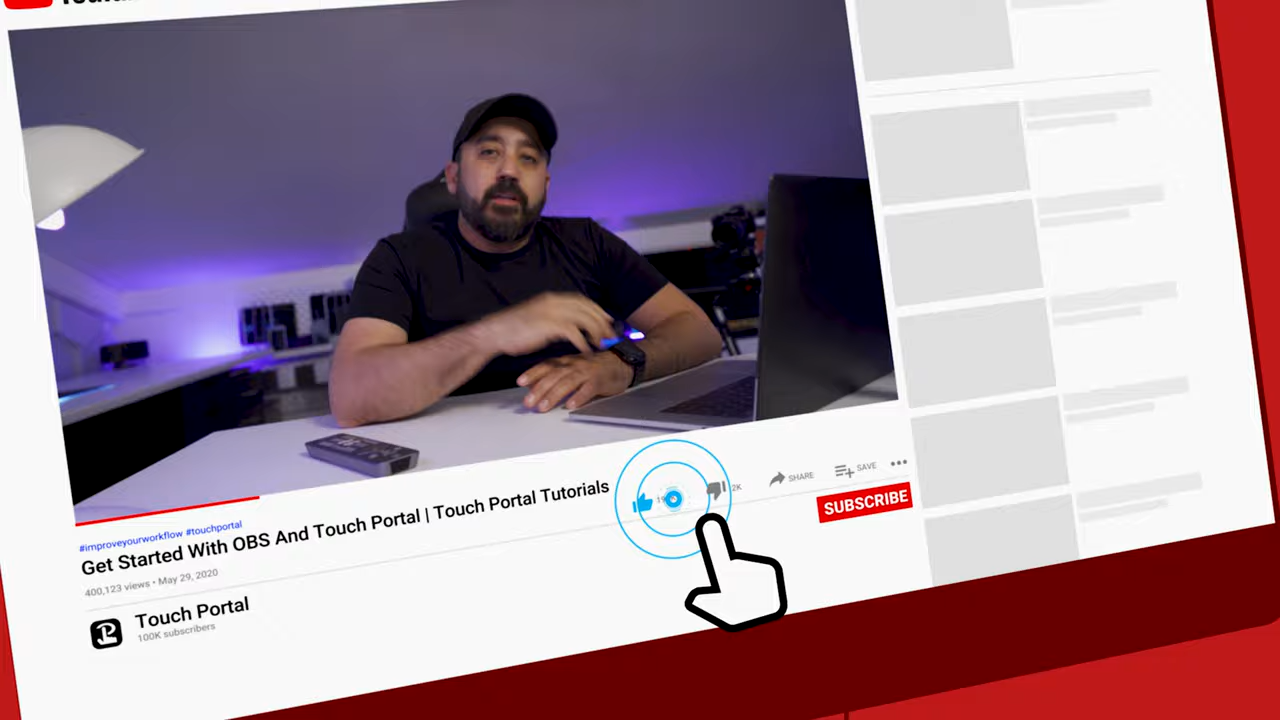 #improveyourworkflow #touchportal
Get Started With OBS And Touch Portal | Touch Portal Tutorials
400,123 views • May 29, 2020
2K
SHARE
SAVE
SUBSCRIBE
Touch Portal
100K subscribers